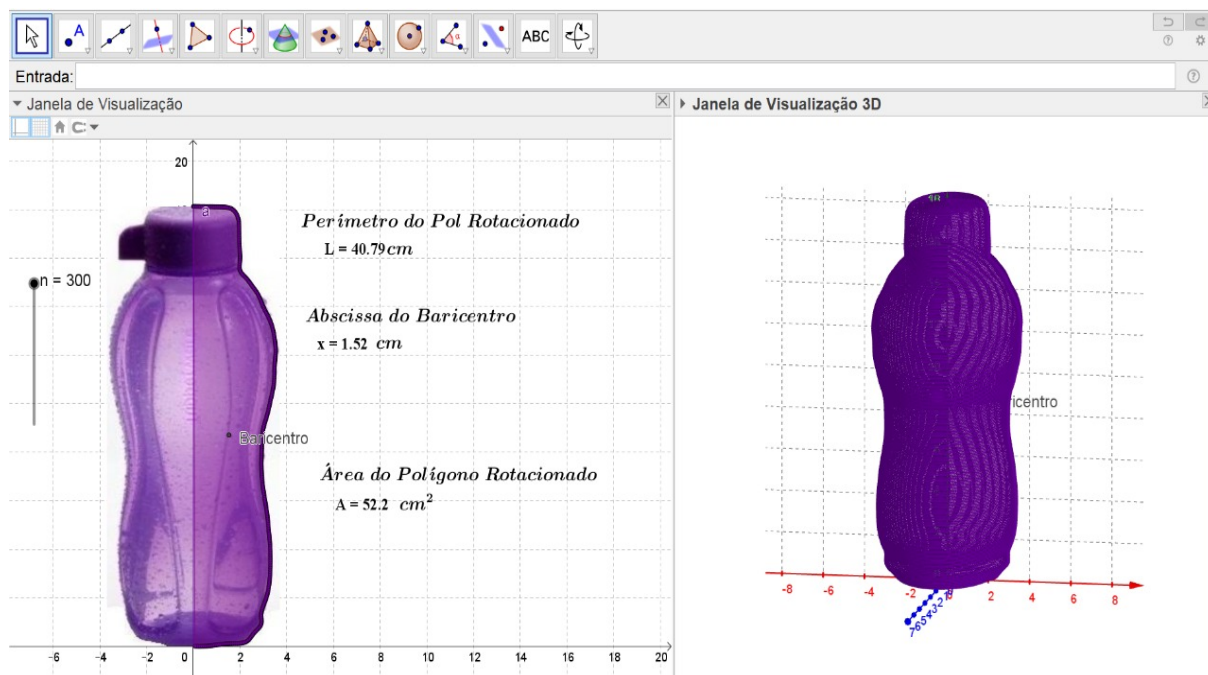 A
α
ABC
Entrada:
Janela de Visualização
Janela de Visualização 3D
20
a
Perímetro do Pol Rotacionado
L = 40.79 cm
n = 300
Abscissa do Baricentro
x = 1.52 cm
Baricentro
ricentro
Área do Polígono Rotacionado
A = 52.2 cm²
-8 -6 -4 -2 0 2 4 6 8
-6 -4 -2 0 2 4 6 8 10 12 14 16 18 20